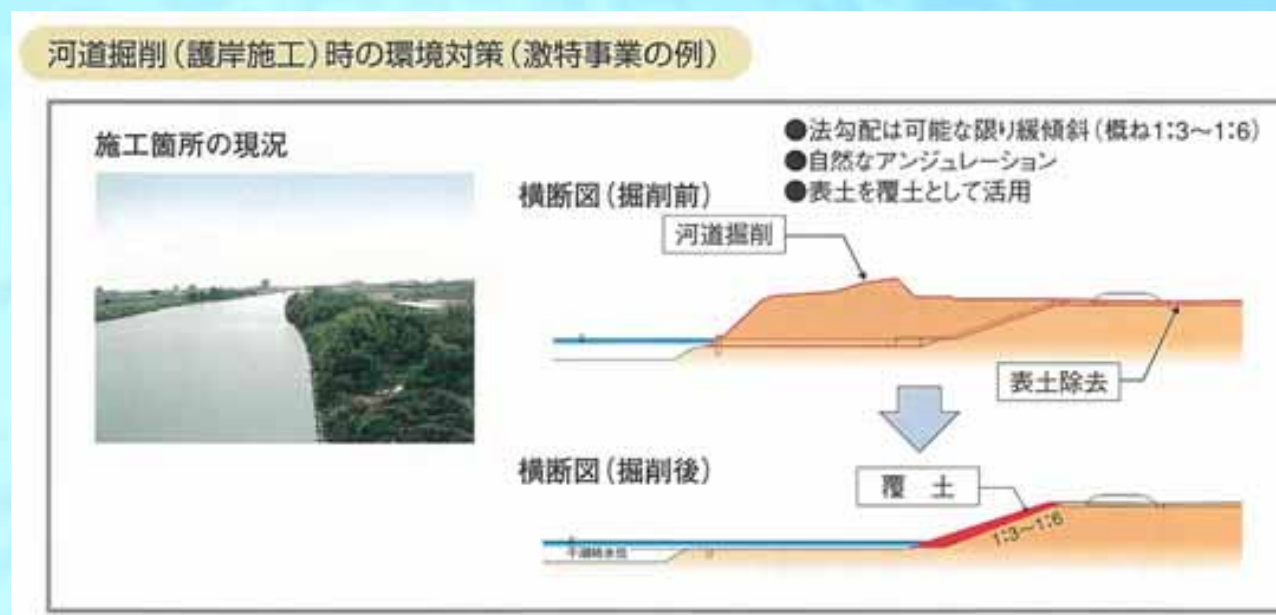 河道掘削(護岸施工)時の環境対策(激特事業の例)
施工箇所の現況
●法勾配は可能な限り緩傾斜(概ね1:3〜1:6)
●自然なアンジュレーション
●表土を覆土として活用
横断図(掘削前)
河道掘削
表土除去
横断図(掘削後)
覆 土
1:3〜1:6